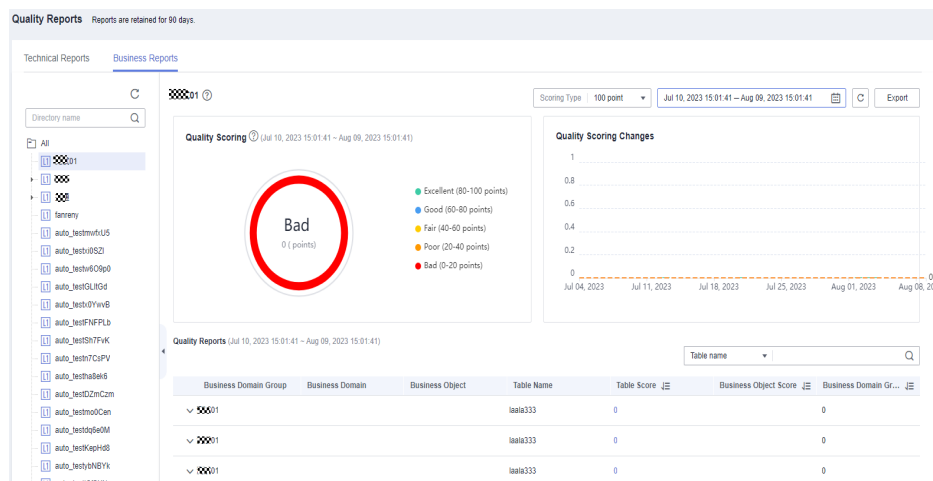 Quality Reports Reports are retained for 90 days.
Technical Reports Business Reports
01
Scoring Type 100 point Jul 10, 2023 15:01:41 — Aug 09, 2023 15:01:41 Export
Directory name
All
01
fanreny
auto_testmwfxU5
auto_testxi0SZI
auto_testw6O9p0
auto_testGLltGd
auto_testx0YwvB
auto_testFNFPLb
auto_testSh7FvK
auto_testn7CsPV
auto_testha8ek6
auto_testDZmCzm
auto_testmo0Cen
auto_testdq6e0M
auto_testKepHd8
auto_testybNBYk
Quality Scoring (Jul 10, 2023 15:01:41 ~ Aug 09, 2023 15:01:41)
Bad
0 ( points)
Excellent (80-100 points)
Good (60-80 points)
Fair (40-60 points)
Poor (20-40 points)
Bad (0-20 points)
Quality Scoring Changes
1
0.8
0.6
0.4
0.2
0
0
Jul 04, 2023 Jul 11, 2023 Jul 18, 2023 Jul 25, 2023 Aug 01, 2023 Aug 08, 20
Quality Reports (Jul 10, 2023 15:01:41 ~ Aug 09, 2023 15:01:41)
Table name
Business Domain Group Business Domain Business Object Table Name Table Score Business Object Score Business Domain Gr...
01 laala333 0 0
01 laala333 0 0
01 laala333 0 0